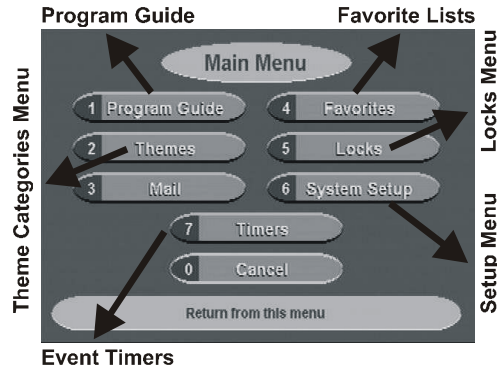 Program Guide
Favorite Lists
Main Menu
1 Program Guide
4 Favorites
2 Themes
5 Locks
3 Mail
6 System Setup
7 Timers
0 Cancel
Return from this menu
Theme Categories Menu
Locks Menu
Setup Menu
Event Timers